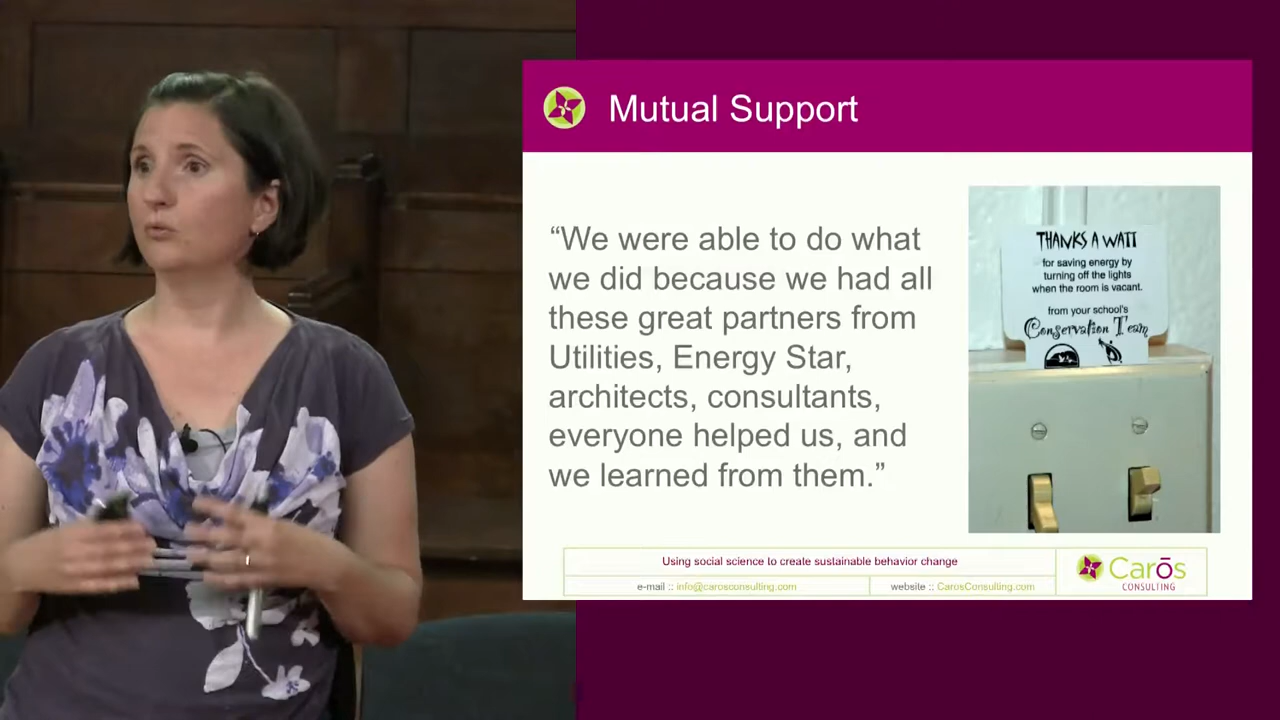 Mutual Support
“We were able to do what
we did because we had all
these great partners from
Utilities, Energy Star,
architects, consultants,
everyone helped us, and
we learned from them.”
THANKS A WATT
for saving energy by
turning off the lights
when the room is vacant.
from your school's
Conservation Team
Using social science to create sustainable behavior change
e-mail :: info@carosconsulting.com
website :: CarosConsulting.com
Carōs
CONSULTING